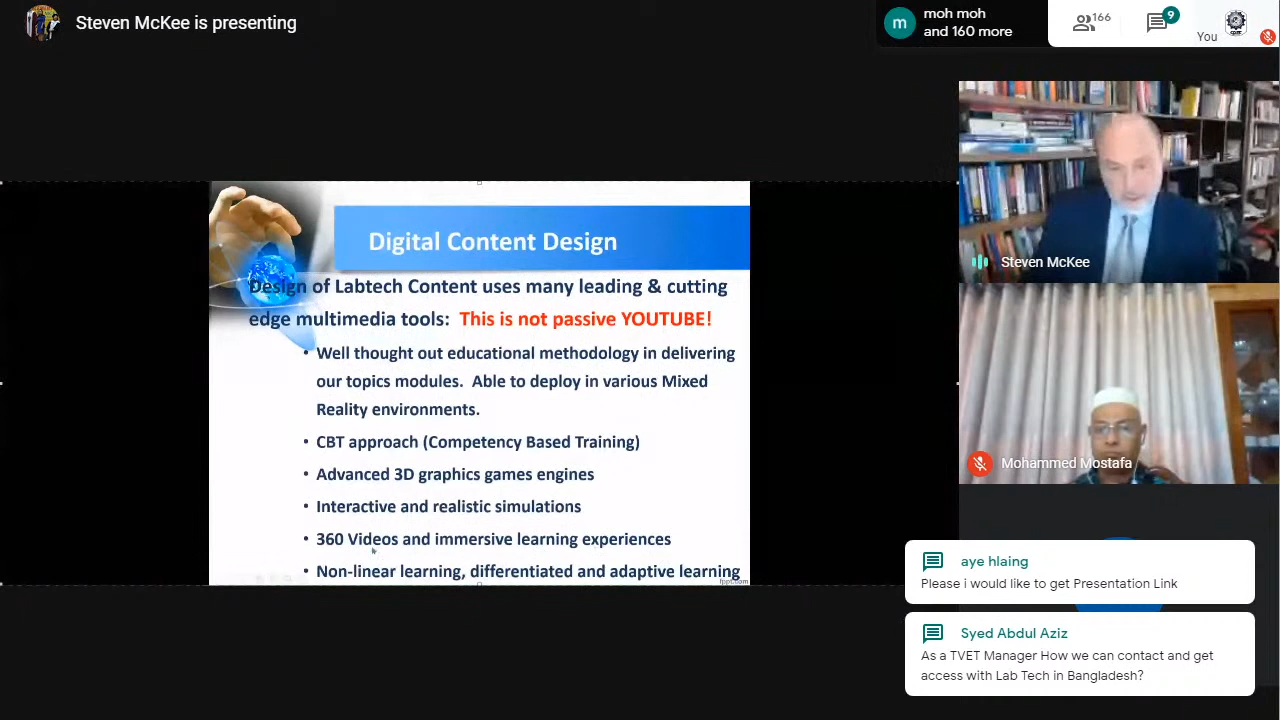 Steven McKee is presenting
m
moh moh
and 160 more
166
9
You
Digital Content Design
Design of Labtech Content uses many leading & cutting
edge multimedia tools: This is not passive YOUTUBE!
• Well thought out educational methodology in delivering
our topics modules. Able to deploy in various Mixed
Reality environments.
• CBT approach (Competency Based Training)
• Advanced 3D graphics games engines
• Interactive and realistic simulations
• 360 Videos and immersive learning experiences
• Non-linear learning, differentiated and adaptive learning
fppt.com
Steven McKee
Mohammed Mostafa
aye hlaing
Please i would like to get Presentation Link
Syed Abdul Aziz
As a TVET Manager How we can contact and get
access with Lab Tech in Bangladesh?